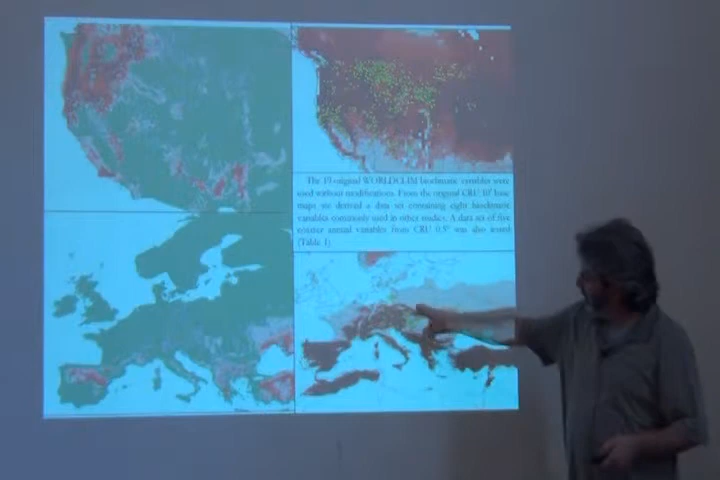 The 19 original WORLDCLIM bioclimatic variables were
used without modifications. From the original CRU 10' base
maps we derived a data set containing eight bioclimatic
variables commonly used in other studies. A data set of five
coarser annual variables from CRU 0.5° was also tested
(Table 1)